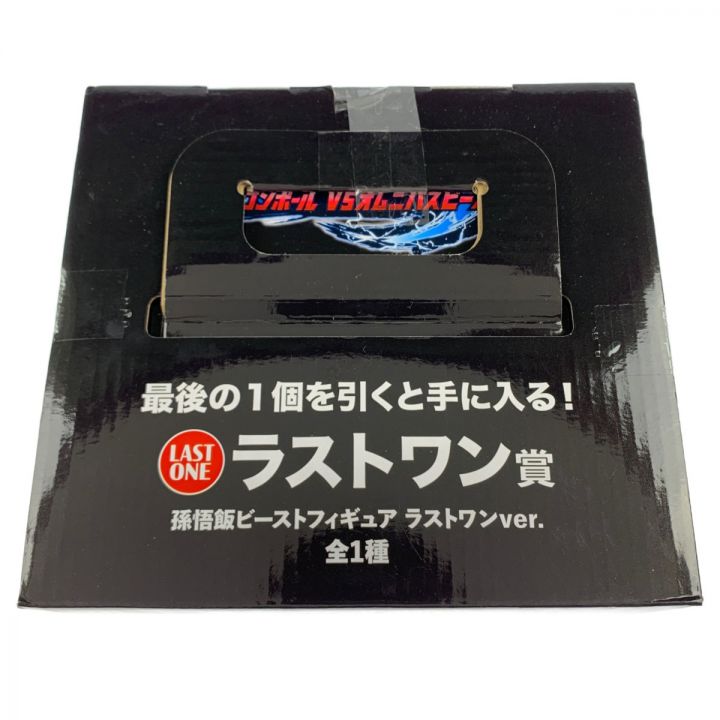 ゴンボール VSオムニバスビー
最後の1個を引くと手に入る!
LAST ONE ラストワン賞
孫悟飯ビーストフィギュア ラストワンver.
全1種